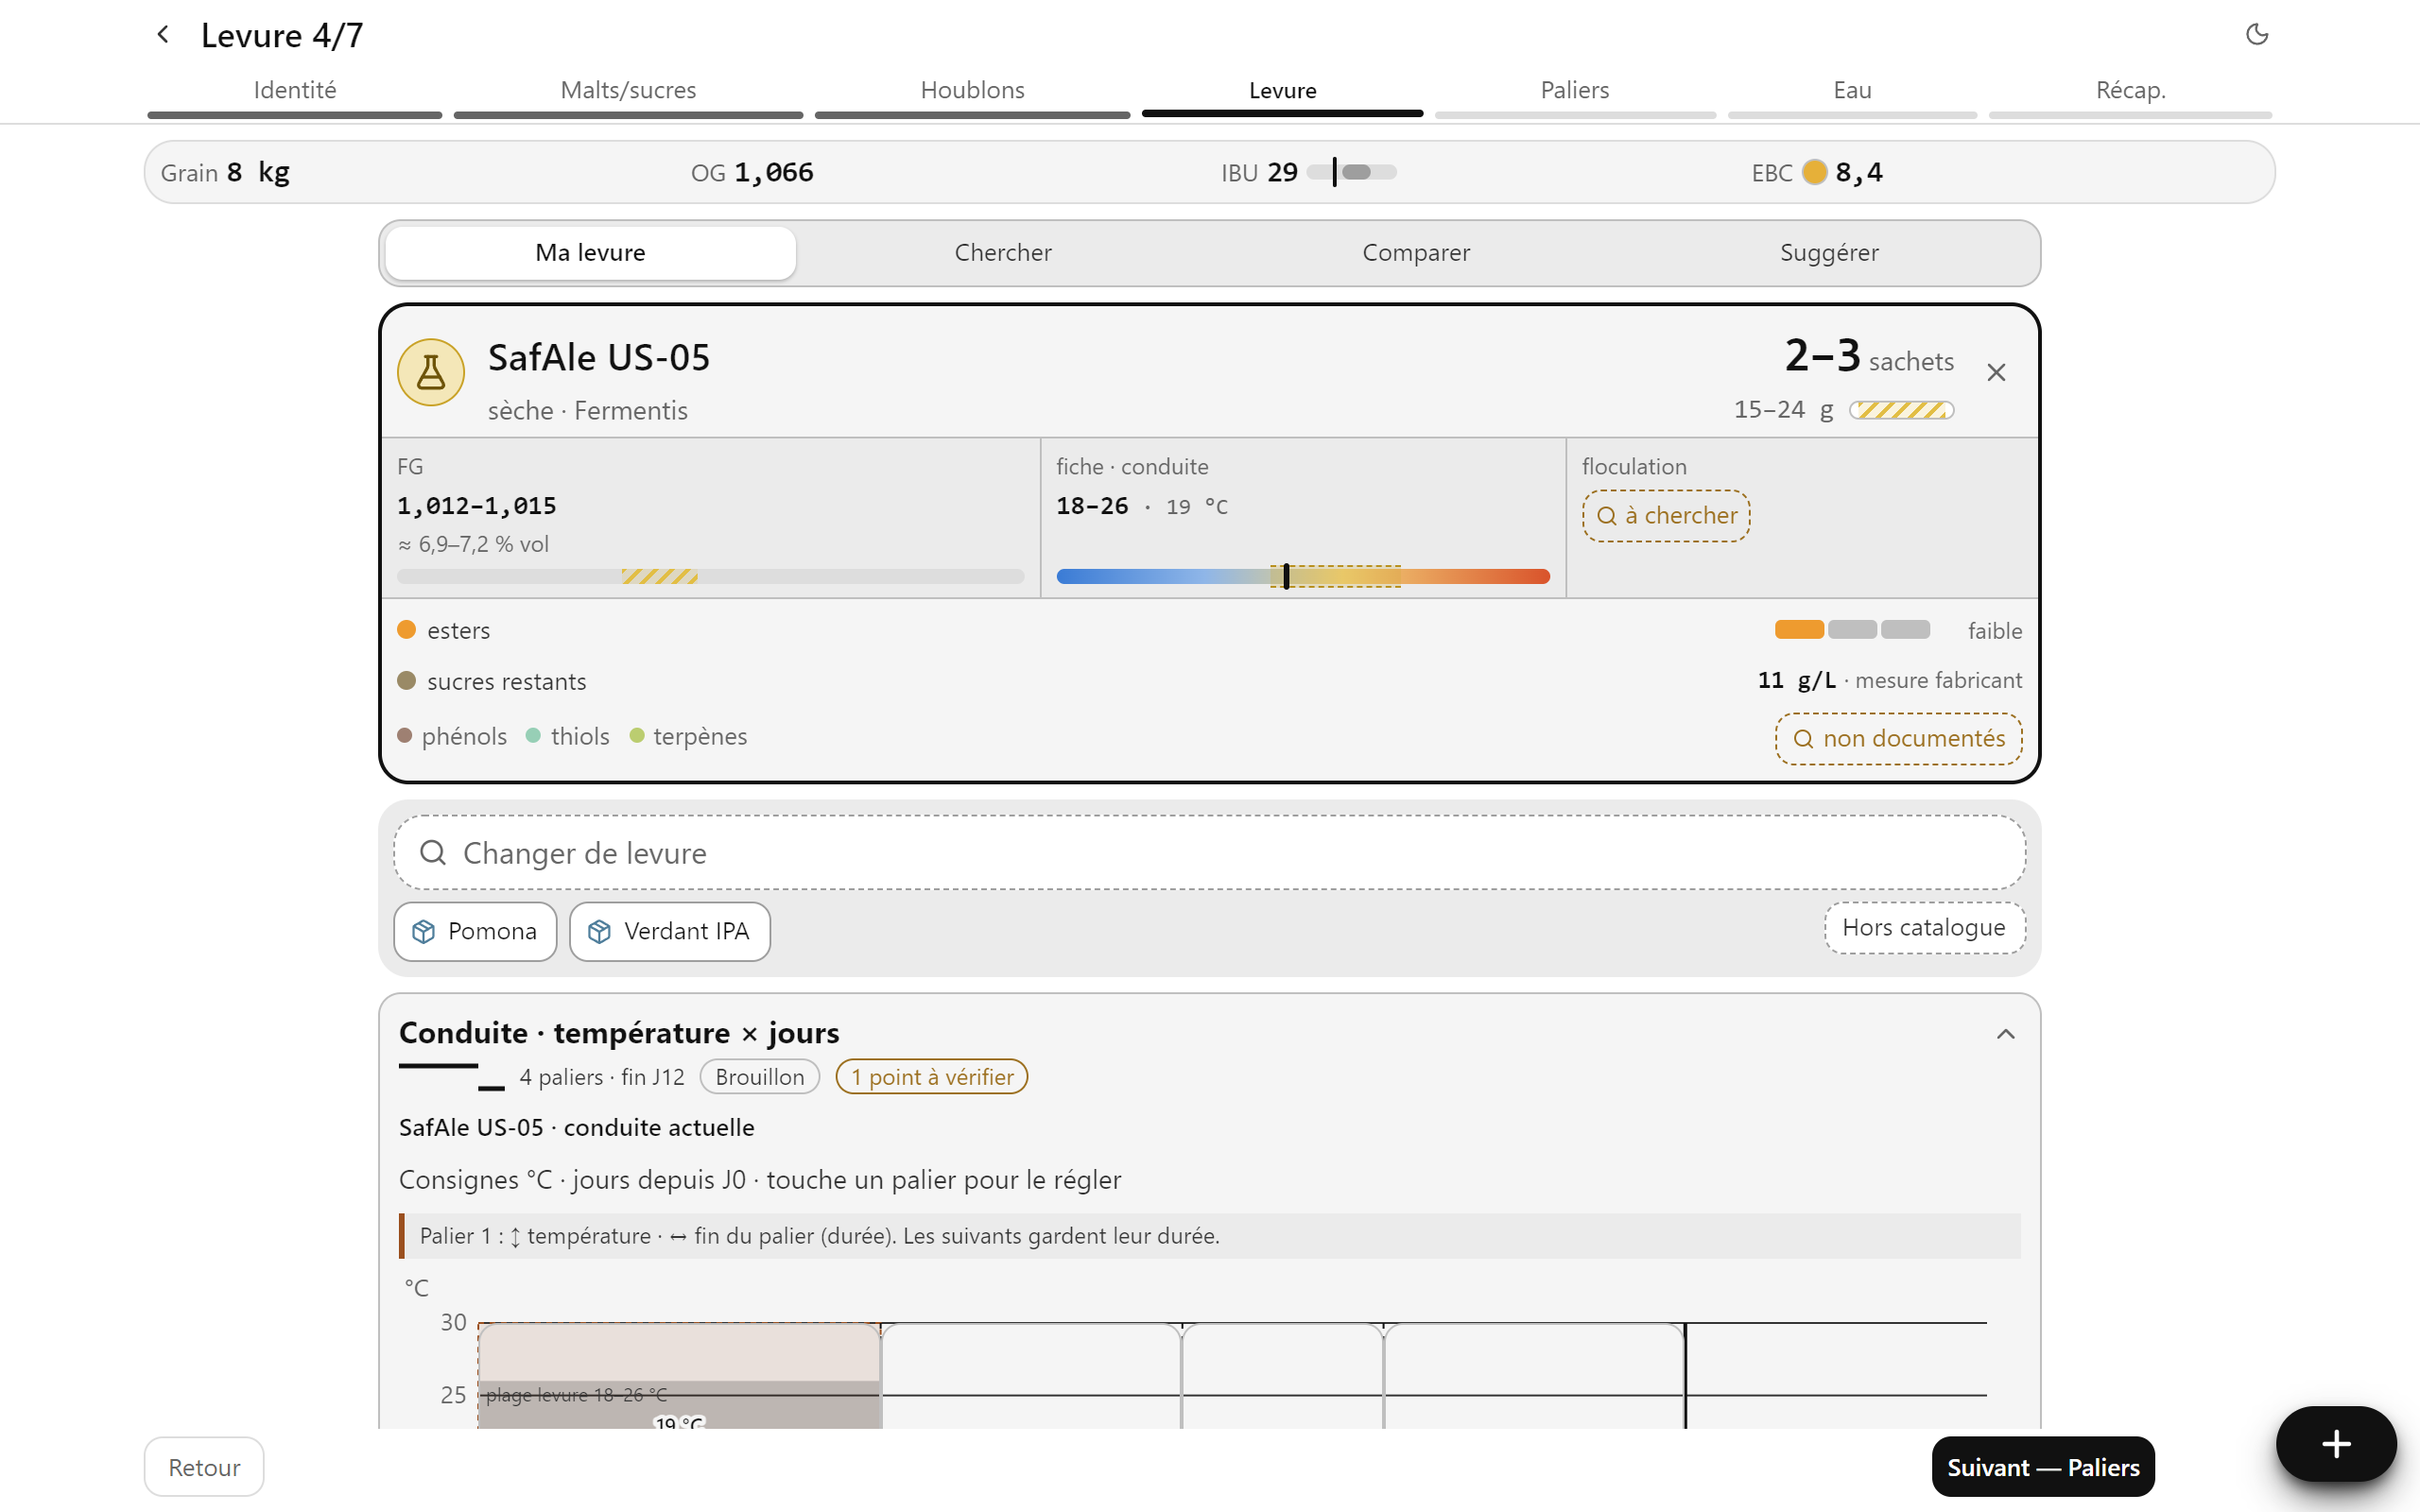 Levure 4/7
Identité Malts/sucres Houblons Levure Paliers Eau Récap.
Grain 8 kg OG 1,066 IBU 29 EBC 8,4
Ma levure Chercher Comparer Suggérer
SafAle US-05
2–3 sachets
sèche · Fermentis
15–24 g
FG
1,012–1,015
≈ 6,9–7,2 % vol
fiche · conduite
18–26 · 19 °C
floculation
à chercher
esters faible
sucres restants 11 g/L · mesure fabricant
phénols thiols terpènes non documentés
Changer de levure
Pomona Verdant IPA Hors catalogue
Conduite · température × jours
4 paliers · fin J12 Brouillon 1 point à vérifier
SafAle US-05 · conduite actuelle
Consignes °C · jours depuis J0 · touche un palier pour le régler
Palier 1 : ↕ température · ↔ fin du palier (durée). Les suivants gardent leur durée.
°C
30
25 plage levure 18–26 °C
19 °C
Retour Suivant — Paliers